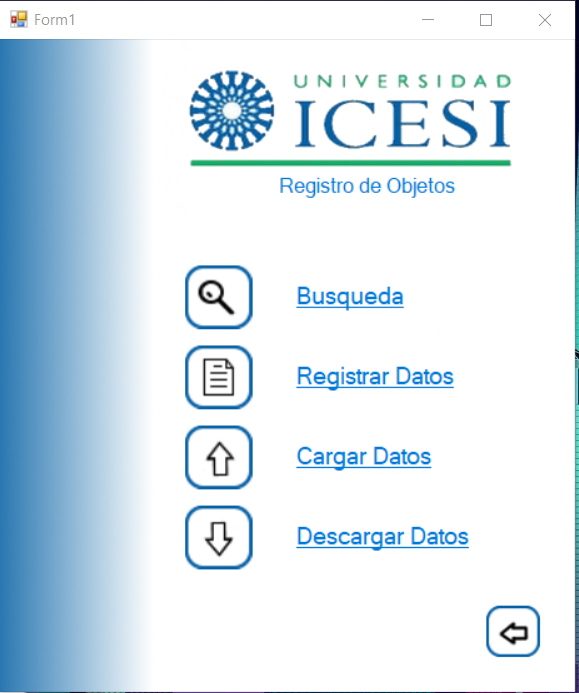 Form1
UNIVERSIDAD
ICESI
Registro de Objetos
Busqueda
Registrar Datos
Cargar Datos
Descargar Datos